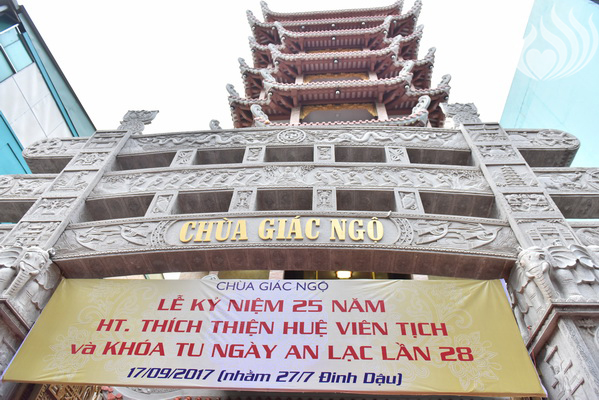 CHÙA GIÁC NGỘ
CHÙA GIÁC NGỘ
LỄ KỶ NIỆM 25 NĂM
HT. THÍCH THIỆN HUỆ VIÊN TỊCH
và KHÓA TU NGÀY AN LẠC LẦN 28
17/09/2017 (nhằm 27/7 Đinh Dậu)